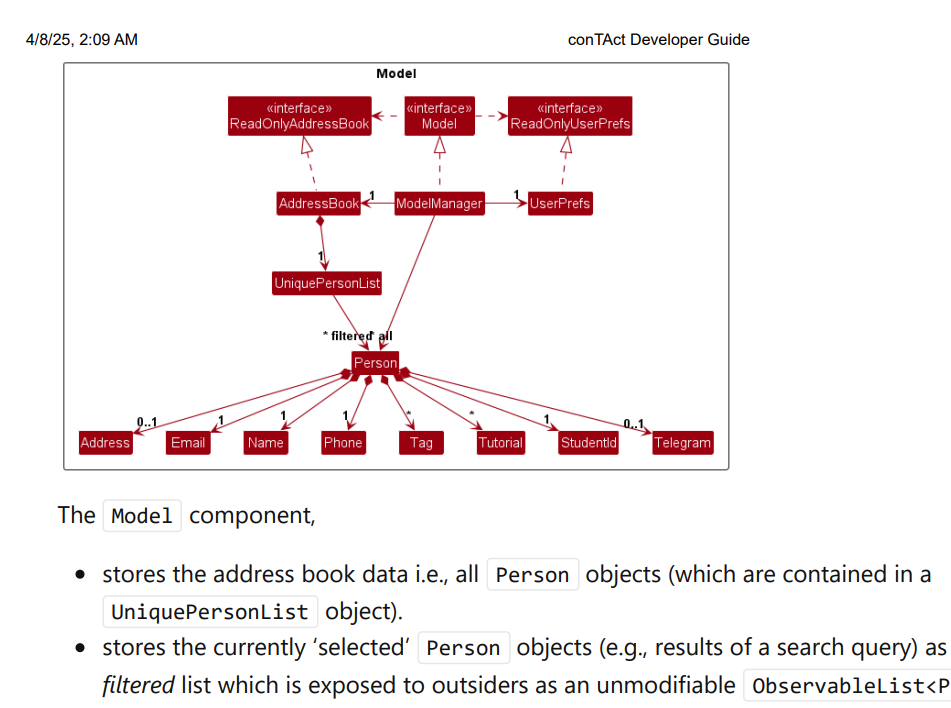 4/8/25, 2:09 AM conTAct Developer Guide
Model
«interface» «interface» «interface»
ReadOnlyAddressBook Model ReadOnlyUserPrefs
AddressBook 1 ModelManager 1 UserPrefs
1
UniquePersonList
* filtered * all
Person
0..1 1 1 1 * * 1 0..1
Address Email Name Phone Tag Tutorial StudentId Telegram
The Model component,
stores the address book data i.e., all Person objects (which are contained in a
UniquePersonList object).
stores the currently ‘selected’ Person objects (e.g., results of a search query) as
filtered list which is exposed to outsiders as an unmodifiable ObservableList<P